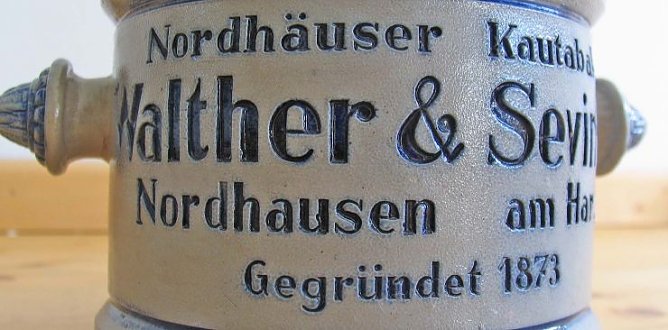 Nordhäuser Kautaba
Walther & Sevin
Nordhausen am Har
Gegründet 1873